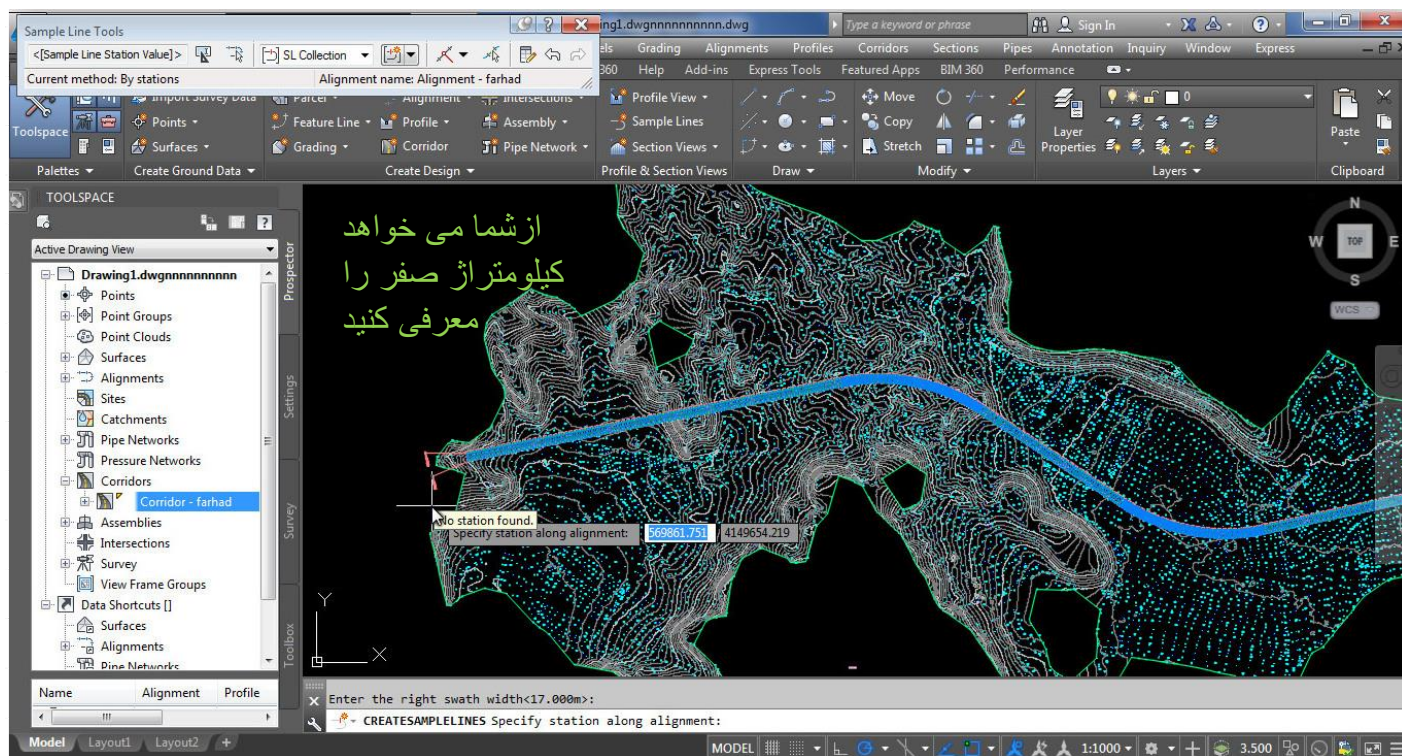 Sample Line Tools
<[Sample Line Station Value]>
SL Collection
Current method: By stations Alignment name: Alignment - farhad
ng1.dwgnnnnnnnnnn.dwg
Type a keyword or phrase
Sign In
Grading Alignments Profiles Corridors Sections Pipes Annotation Inquiry Window Express
360 Help Add-ins Express Tools Featured Apps BIM 360 Performance
Import Survey Data Parcel Alignment Intersections Profile View Move 0
Toolspace Points Feature Line Profile Assembly Sample Lines Copy Layer Properties Paste
Surfaces Grading Corridor Pipe Network Section Views Stretch
Palettes Create Ground Data Create Design Profile & Section Views Draw Modify Layers Clipboard
TOOLSPACE
Active Drawing View
Drawing1.dwgnnnnnnnnnn
Points
Point Groups
Point Clouds
Surfaces
Alignments
Sites
Catchments
Pipe Networks
Pressure Networks
Corridors
Corridor - farhad
Assemblies
Intersections
Survey
View Frame Groups
Data Shortcuts []
Surfaces
Alignments
Pipe Networks
Name Alignment Profile
Prospector
Settings
Survey
Toolbox
ازشما می خواهد
کیلومتراژ صفر را
معرفی کنید
N
W TOP E
S
WCS
No station found.
Specify station along alignment: 569861.751 4149654.219
Y
X
Enter the right swath width<17.000m>:
CREATESAMPLELINES Specify station along alignment:
Model Layout1 Layout2 +
MODEL 1:1000 3.500